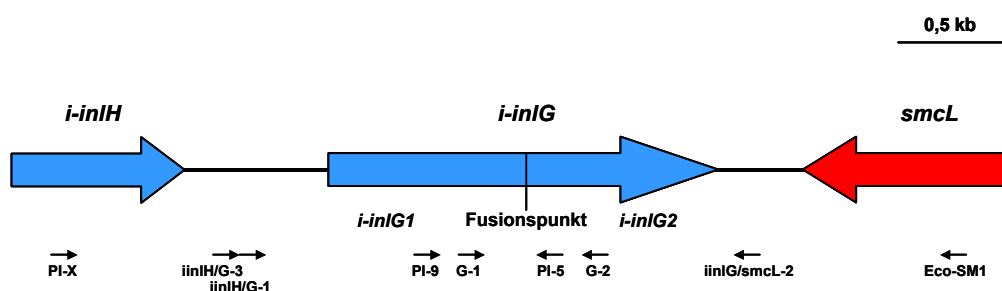 0,5 kb
i-inlH
i-inlG
smcL
i-inlG1
Fusionspunkt
i-inlG2
PI-X
iinlH/G-3
iinlH/G-1
PI-9
G-1
PI-5
G-2
iinlG/smcL-2
Eco-SM1